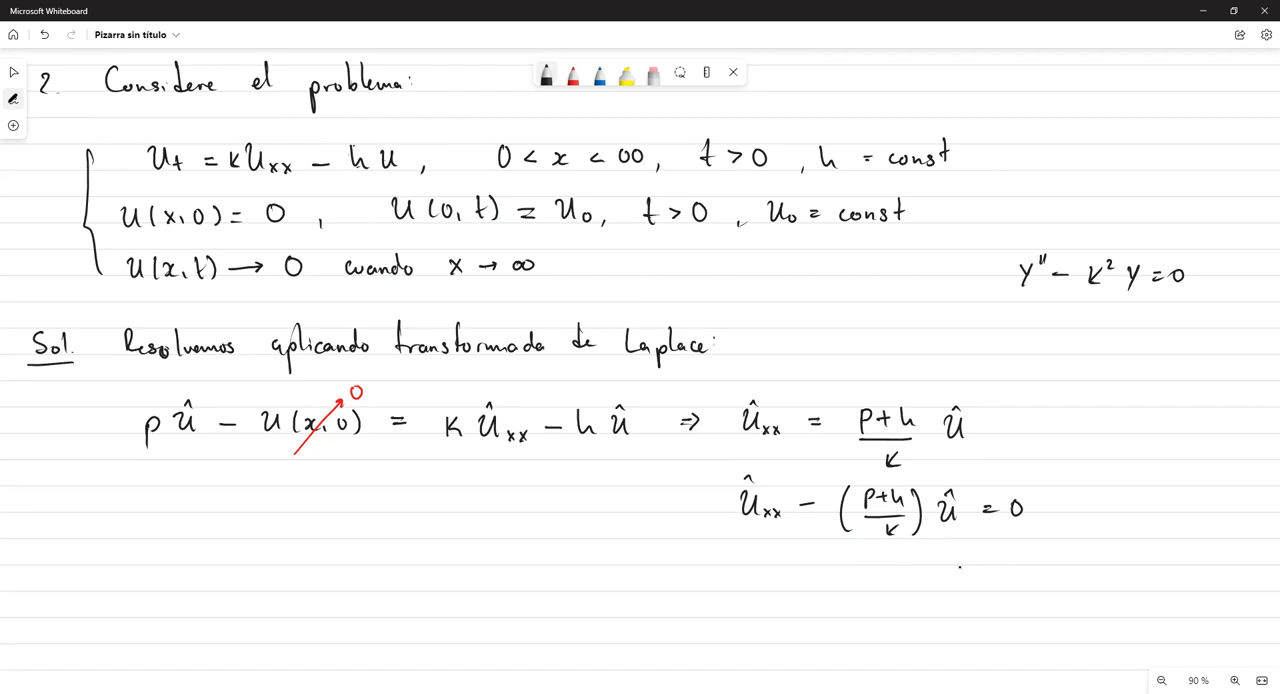 Microsoft Whiteboard
Pizarra sin título
2. Considere el problema:
u_t = k u_xx - h u, 0 < x < ∞, t > 0, h = const
u(x,0) = 0, u(0,t) = u_0, t > 0, u_0 = const
u(x,t) → 0 cuando x → ∞
y'' - k² y = 0
Sol. Resolvemos aplicando transformada de Laplace:
0
p û - u(x,0) = k û_xx - h û ⇒ û_xx = (p+h)/k û
û_xx - ((p+h)/k) û = 0
90 %